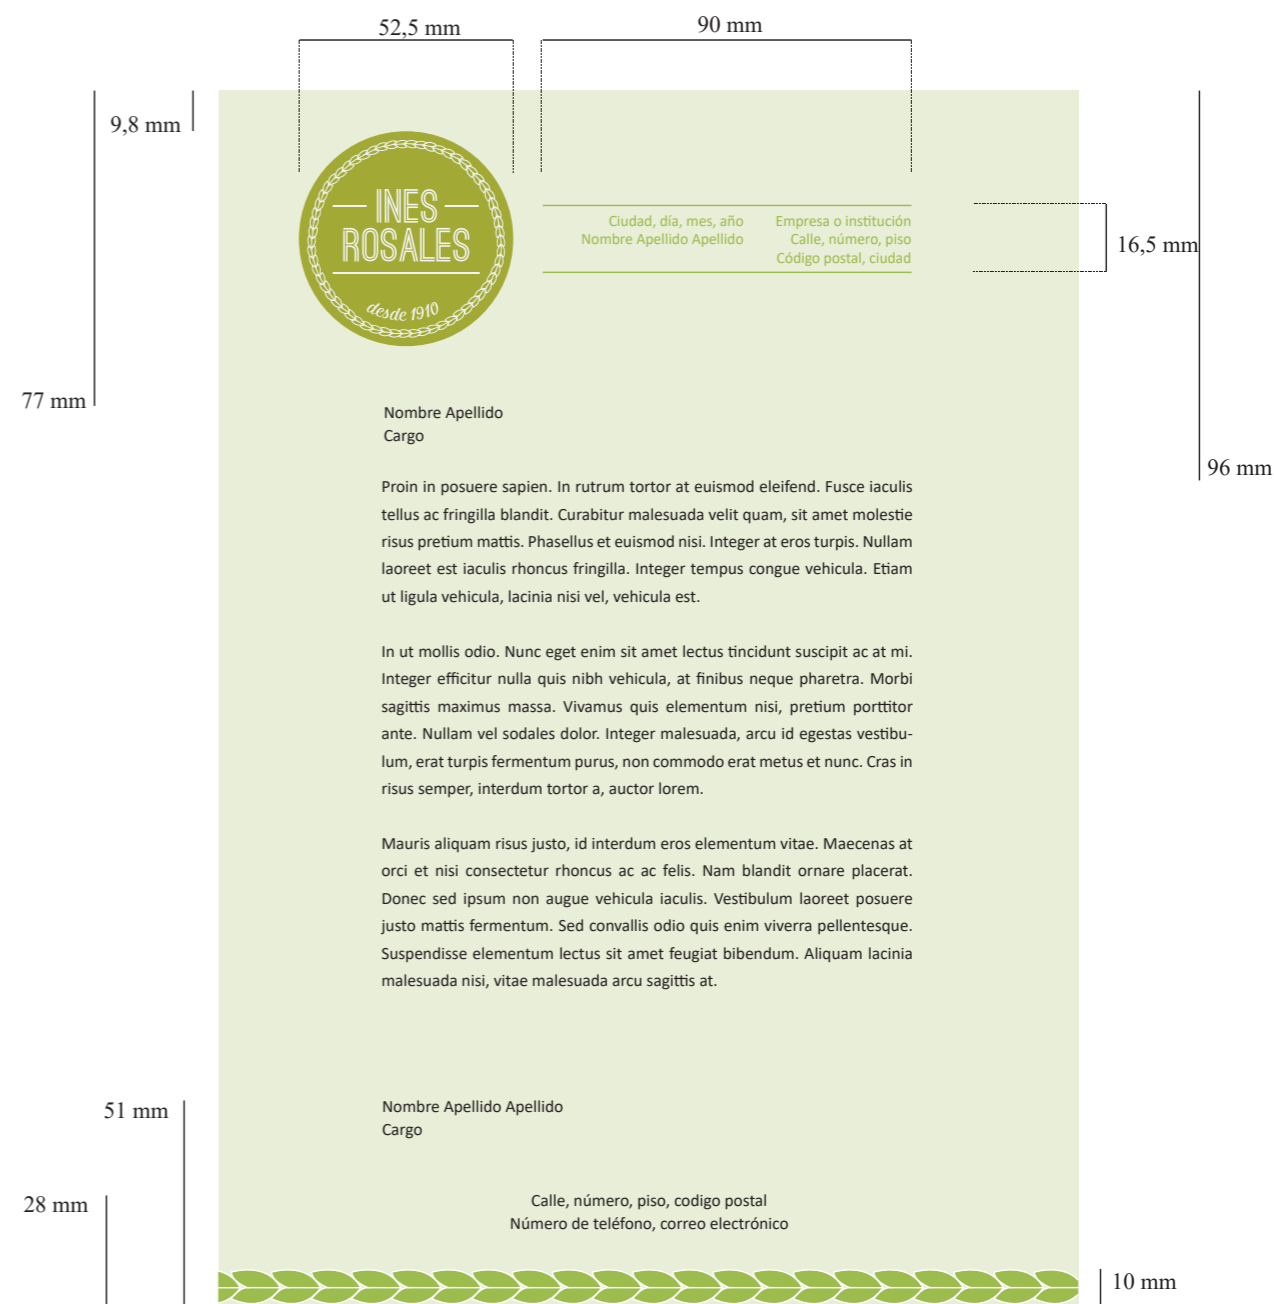 52,5 mm
90 mm
9,8 mm
INES
ROSALES
desde 1910
Ciudad, día, mes, año
Nombre Apellido Apellido
Empresa o institución
Calle, número, piso
Código postal, ciudad
16,5 mm
77 mm
Nombre Apellido
Cargo
96 mm
Proin in posuere sapien. In rutrum tortor at euismod eleifend. Fusce iaculis
tellus ac fringilla blandit. Curabitur malesuada velit quam, sit amet molestie
risus pretium mattis. Phasellus et euismod nisi. Integer at eros turpis. Nullam
laoreet est iaculis rhoncus fringilla. Integer tempus congue vehicula. Etiam
ut ligula vehicula, lacinia nisi vel, vehicula est.
In ut mollis odio. Nunc eget enim sit amet lectus tincidunt suscipit ac at mi.
Integer efficitur nulla quis nibh vehicula, at finibus neque pharetra. Morbi
sagittis maximus massa. Vivamus quis elementum nisi, pretium porttitor
ante. Nullam vel sodales dolor. Integer malesuada, arcu id egestas vestibu-
lum, erat turpis fermentum purus, non commodo erat metus et nunc. Cras in
risus semper, interdum tortor a, auctor lorem.
Mauris aliquam risus justo, id interdum eros elementum vitae. Maecenas at
orci et nisi consectetur rhoncus ac ac felis. Nam blandit ornare placerat.
Donec sed ipsum non augue vehicula iaculis. Vestibulum laoreet posuere
justo mattis fermentum. Sed convallis odio quis enim viverra pellentesque.
Suspendisse elementum lectus sit amet feugiat bibendum. Aliquam lacinia
malesuada nisi, vitae malesuada arcu sagittis at.
51 mm
Nombre Apellido Apellido
Cargo
28 mm
Calle, número, piso, codigo postal
Número de teléfono, correo electrónico
10 mm